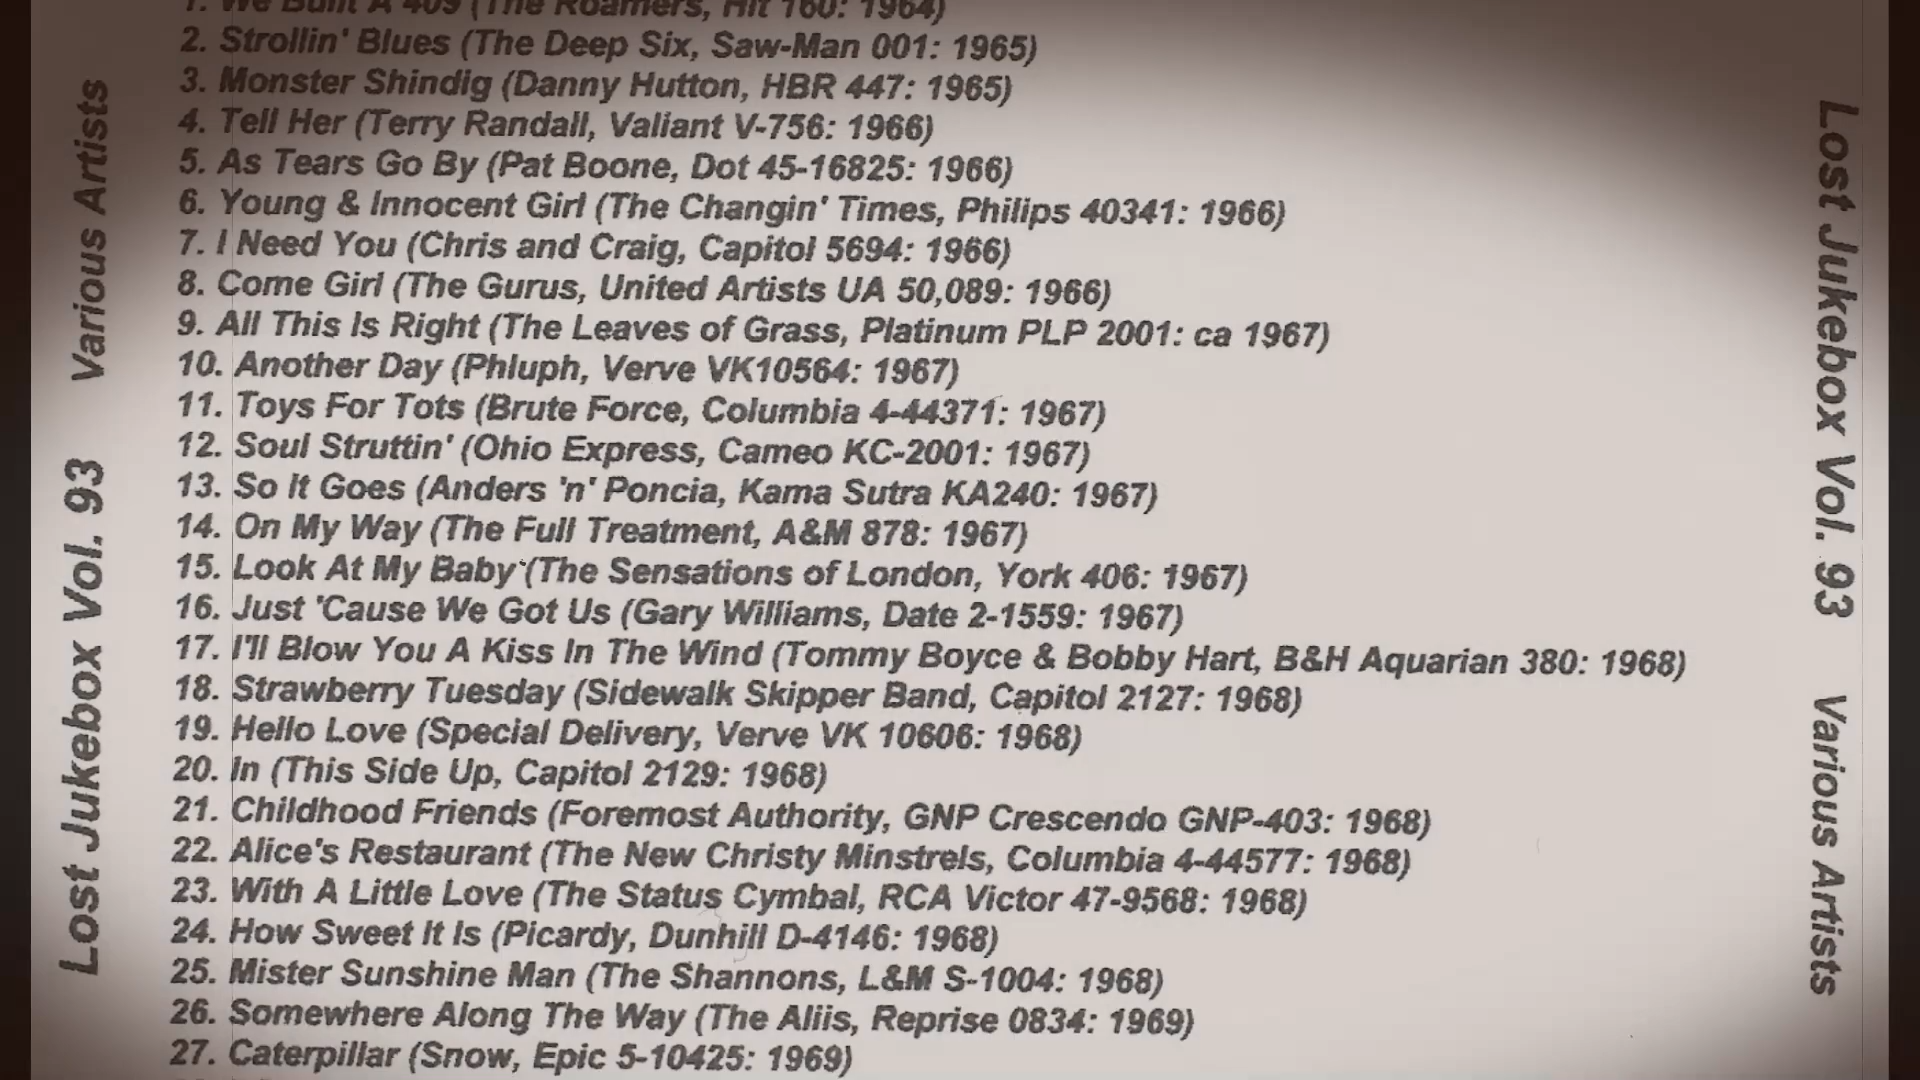 1. We Built A 409 (The Roamers, Hit 160: 1964)
2. Strollin' Blues (The Deep Six, Saw-Man 001: 1965)
3. Monster Shindig (Danny Hutton, HBR 447: 1965)
4. Tell Her (Terry Randall, Valiant V-756: 1966)
5. As Tears Go By (Pat Boone, Dot 45-16825: 1966)
6. Young & Innocent Girl (The Changin' Times, Philips 40341: 1966)
7. I Need You (Chris and Craig, Capitol 5694: 1966)
8. Come Girl (The Gurus, United Artists UA 50,089: 1966)
9. All This Is Right (The Leaves of Grass, Platinum PLP 2001: ca 1967)
10. Another Day (Phluph, Verve VK10564: 1967)
11. Toys For Tots (Brute Force, Columbia 4-44371: 1967)
12. Soul Struttin' (Ohio Express, Cameo KC-2001: 1967)
13. So It Goes (Anders 'n' Poncia, Kama Sutra KA240: 1967)
14. On My Way (The Full Treatment, A&M 878: 1967)
15. Look At My Baby (The Sensations of London, York 406: 1967)
16. Just 'Cause We Got Us (Gary Williams, Date 2-1559: 1967)
17. I'll Blow You A Kiss In The Wind (Tommy Boyce & Bobby Hart, B&H Aquarian 380: 1968)
18. Strawberry Tuesday (Sidewalk Skipper Band, Capitol 2127: 1968)
19. Hello Love (Special Delivery, Verve VK 10606: 1968)
20. In (This Side Up, Capitol 2129: 1968)
21. Childhood Friends (Foremost Authority, GNP Crescendo GNP-403: 1968)
22. Alice's Restaurant (The New Christy Minstrels, Columbia 4-44577: 1968)
23. With A Little Love (The Status Cymbal, RCA Victor 47-9568: 1968)
24. How Sweet It Is (Picardy, Dunhill D-4146: 1968)
25. Mister Sunshine Man (The Shannons, L&M S-1004: 1968)
26. Somewhere Along The Way (The Aliis, Reprise 0834: 1969)
27. Caterpillar (Snow, Epic 5-10425: 1969)
Lost Jukebox Vol. 93 Various Artists
Lost Jukebox Vol. 93 Various Artists